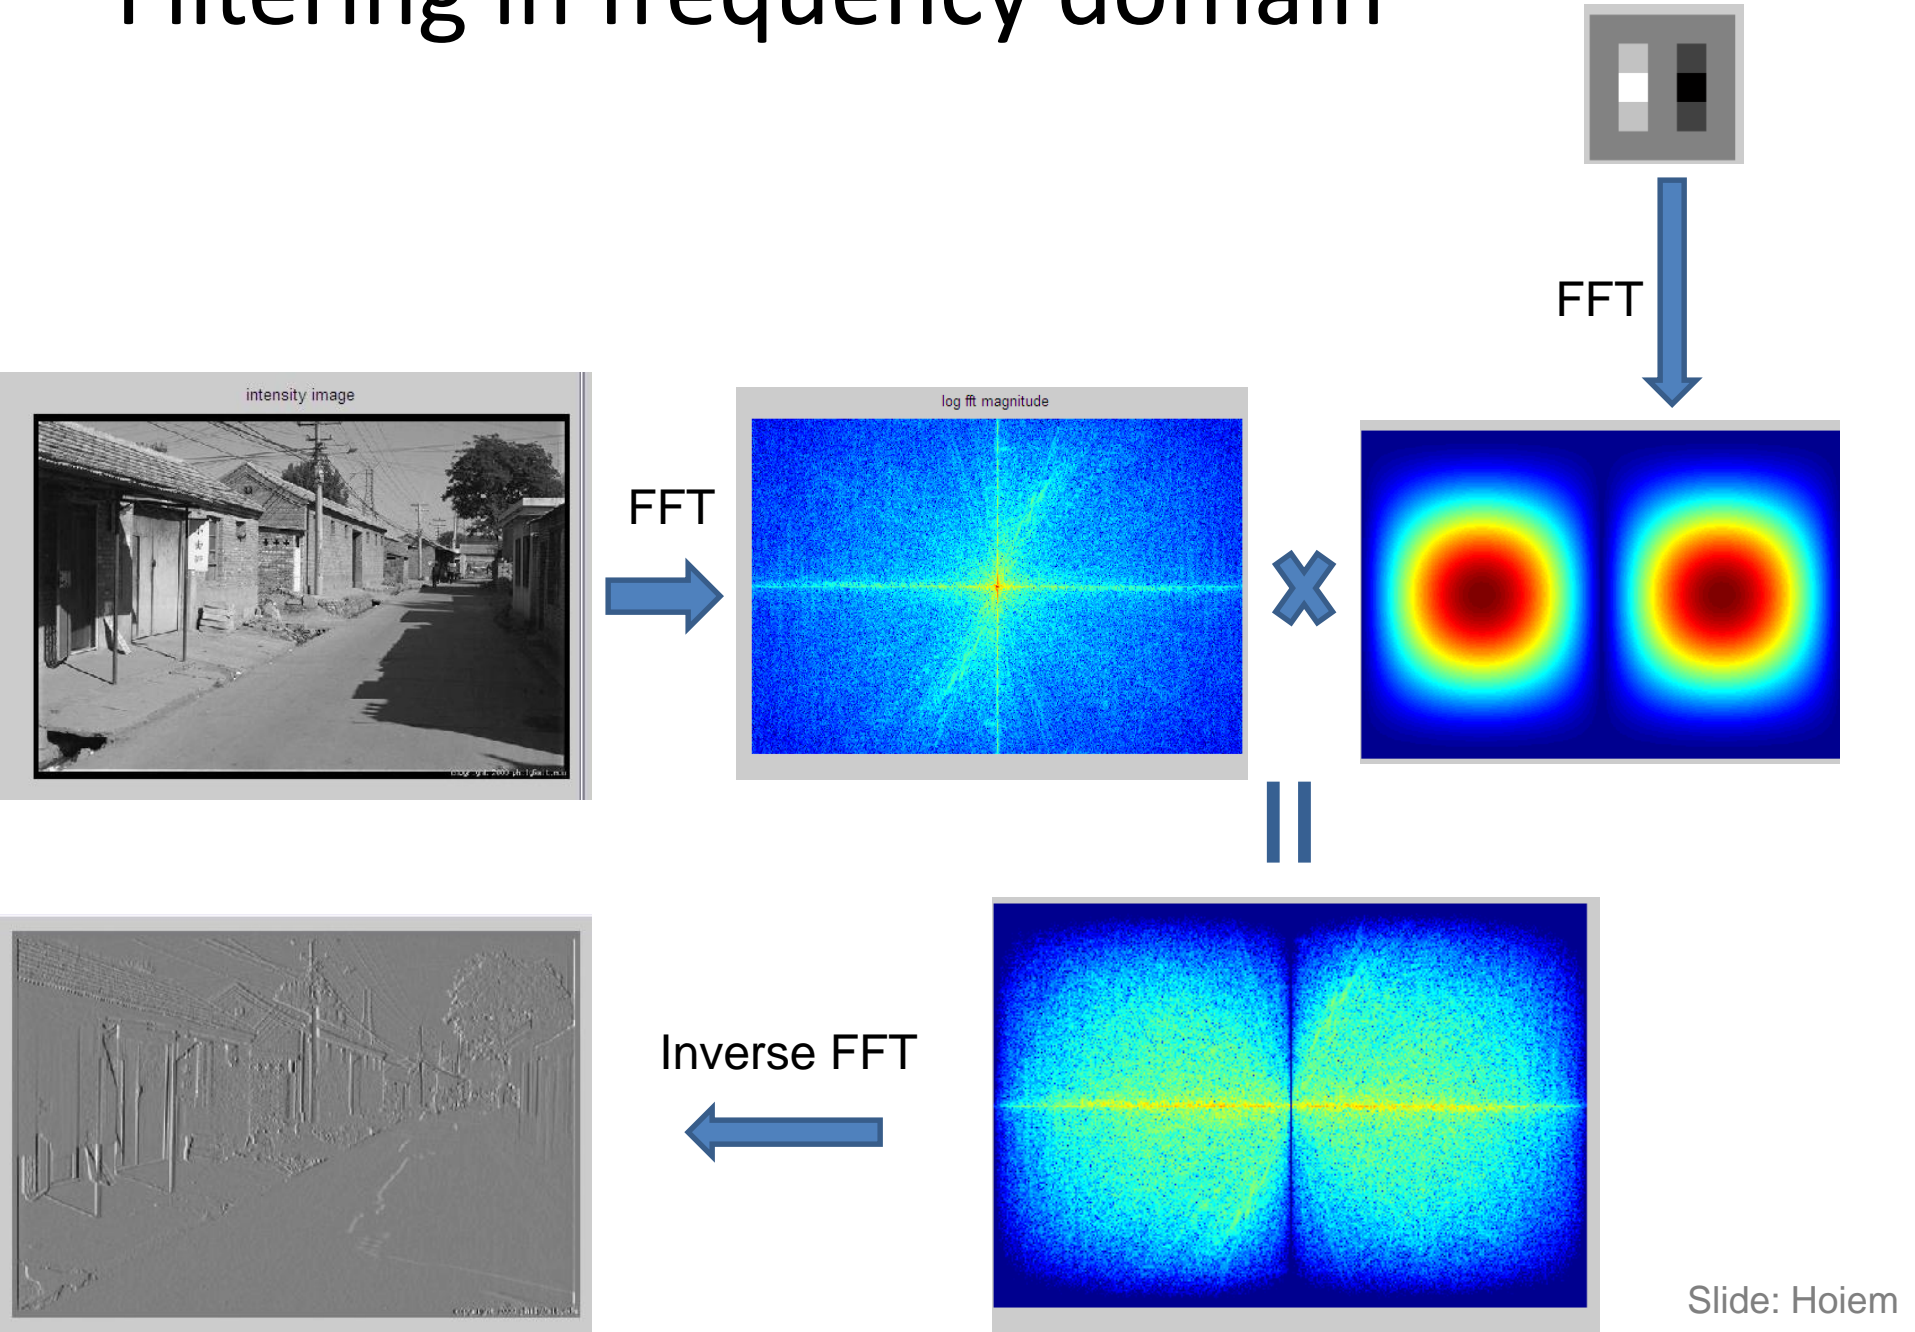 Filtering in frequency domain
FFT
intensity image
log fft magnitude
FFT
Inverse FFT
Slide: Hoiem